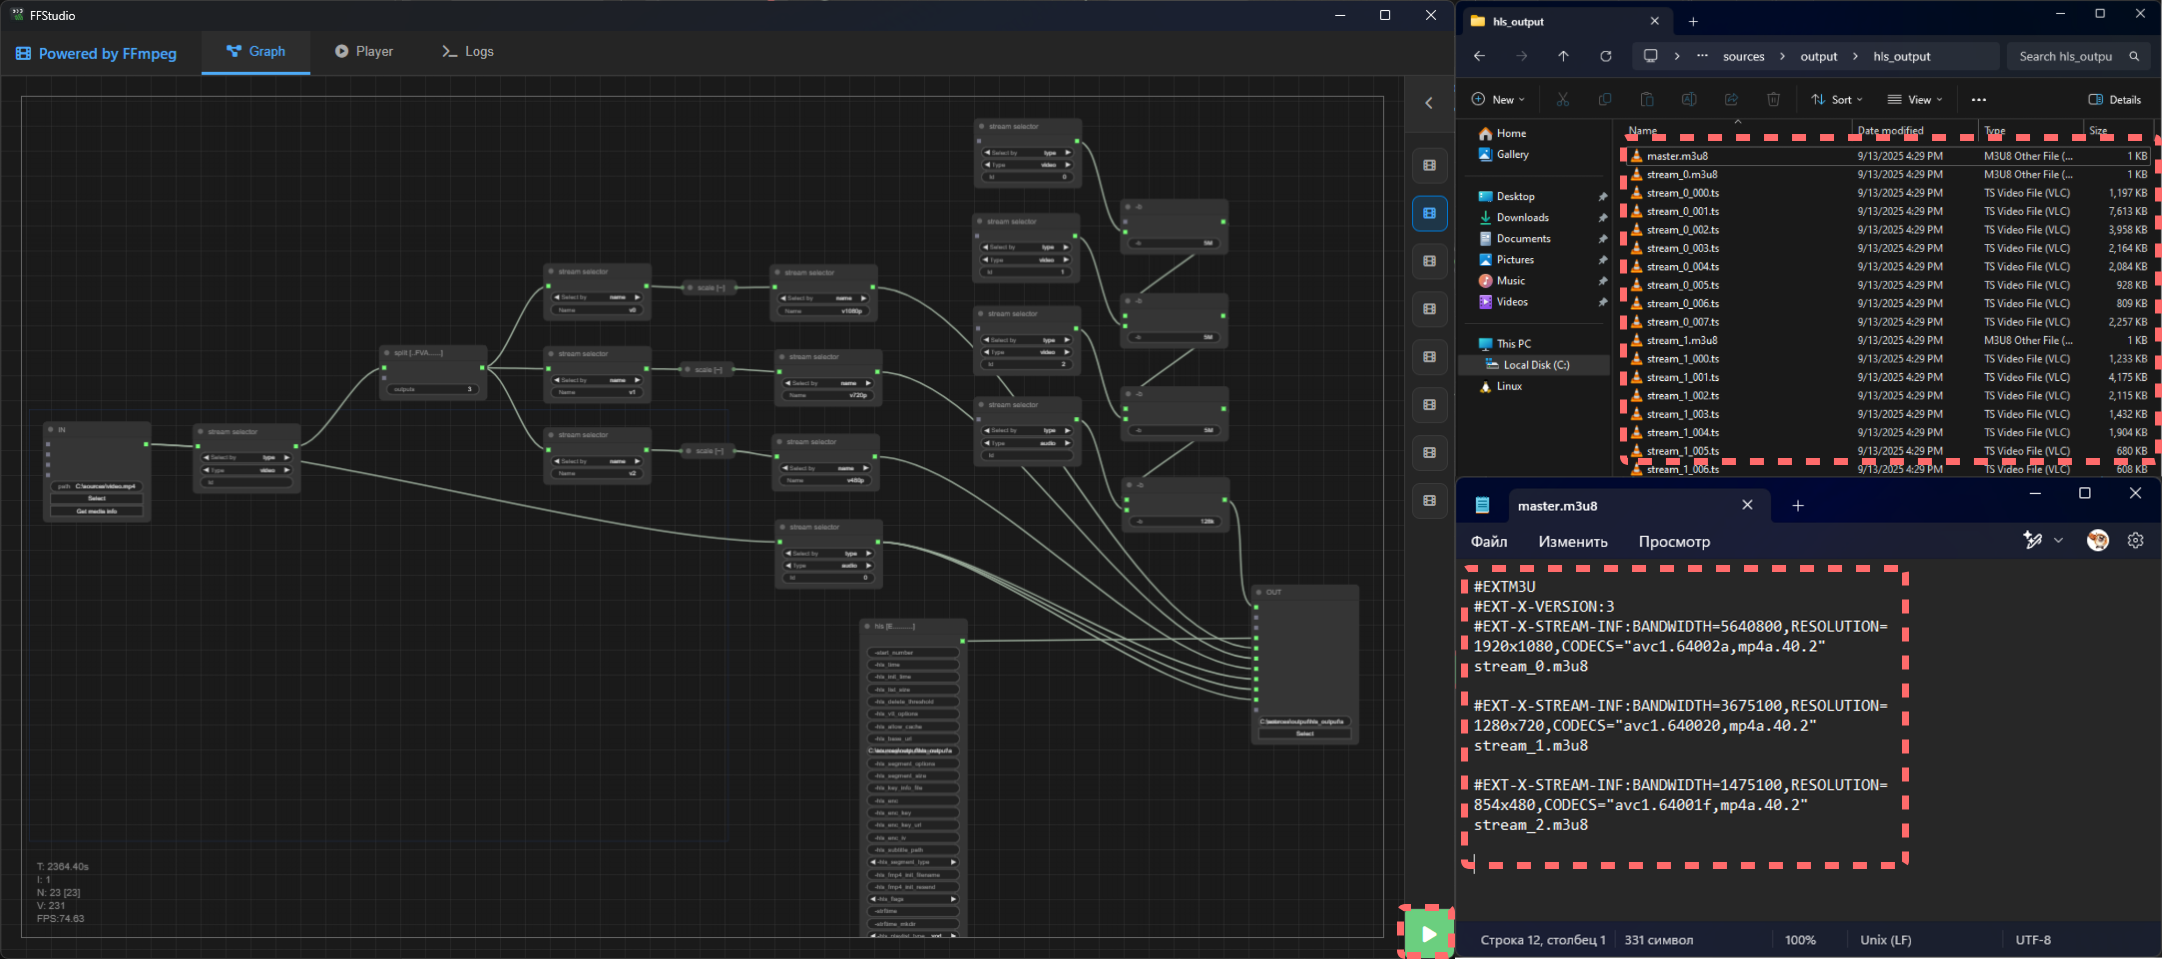 FFStudio
Powered by FFmpeg
Graph
Player
Logs
stream selector
Select by type
Type video
Id 0
stream selector
Select by type
Type video
Id 1
stream selector
Select by type
Type video
Id 2
stream selector
Select by type
Type audio
Id
-b
5M
-b
5M
-b
5M
-b
128k
stream selector
Select by name
Name v0
scale [--]
stream selector
Select by name
Name v1080p
split [..FVA......]
outputs 3
stream selector
Select by name
Name v1
scale [--]
stream selector
Select by name
Name v720p
stream selector
Select by name
Name v2
scale [--]
stream selector
Select by name
Name v480p
IN
path C:\sources\video.mp4
Select
Get media info
stream selector
Select by type
Type video
Id
stream selector
Select by type
Type audio
Id 0
hls [E...........]
-start_number
-hls_time
-hls_init_time
-hls_list_size
-hls_delete_threshold
-hls_vtt_options
-hls_allow_cache
-hls_base_url
-hls_segment_options
-hls_segment_size
-hls_key_info_file
-hls_enc
-hls_enc_key
-hls_enc_key_url
-hls_enc_iv
-hls_subtitle_path
-hls_segment_type
-hls_fmp4_init_filename
-hls_fmp4_init_resend
-hls_flags
-strftime
-strftime_mkdir
OUT
Select
T: 2364.40s
I: 1
N: 23 [23]
V: 231
FPS:74.63
hls_output
sources
output
hls_output
Search hls_outpu
New
Sort
View
Details
Home
Gallery
Desktop
Downloads
Documents
Pictures
Music
Videos
This PC
Local Disk (C:)
Linux
Name Date modified Type Size
master.m3u8 9/13/2025 4:29 PM M3U8 Other File (... 1 KB
stream_0.m3u8 9/13/2025 4:29 PM M3U8 Other File (... 1 KB
stream_0_000.ts 9/13/2025 4:29 PM TS Video File (VLC) 1,197 KB
stream_0_001.ts 9/13/2025 4:29 PM TS Video File (VLC) 7,613 KB
stream_0_002.ts 9/13/2025 4:29 PM TS Video File (VLC) 3,958 KB
stream_0_003.ts 9/13/2025 4:29 PM TS Video File (VLC) 2,164 KB
stream_0_004.ts 9/13/2025 4:29 PM TS Video File (VLC) 2,084 KB
stream_0_005.ts 9/13/2025 4:29 PM TS Video File (VLC) 928 KB
stream_0_006.ts 9/13/2025 4:29 PM TS Video File (VLC) 809 KB
stream_0_007.ts 9/13/2025 4:29 PM TS Video File (VLC) 2,257 KB
stream_1.m3u8 9/13/2025 4:29 PM M3U8 Other File (... 1 KB
stream_1_000.ts 9/13/2025 4:29 PM TS Video File (VLC) 1,233 KB
stream_1_001.ts 9/13/2025 4:29 PM TS Video File (VLC) 4,175 KB
stream_1_002.ts 9/13/2025 4:29 PM TS Video File (VLC) 2,115 KB
stream_1_003.ts 9/13/2025 4:29 PM TS Video File (VLC) 1,432 KB
stream_1_004.ts 9/13/2025 4:29 PM TS Video File (VLC) 1,904 KB
stream_1_005.ts 9/13/2025 4:29 PM TS Video File (VLC) 680 KB
stream_1_006.ts 9/13/2025 4:29 PM TS Video File (VLC) 608 KB
master.m3u8
Файл
Изменить
Просмотр
#EXTM3U
#EXT-X-VERSION:3
#EXT-X-STREAM-INF:BANDWIDTH=5640800,RESOLUTION=
1920x1080,CODECS="avc1.64002a,mp4a.40.2"
stream_0.m3u8
#EXT-X-STREAM-INF:BANDWIDTH=3675100,RESOLUTION=
1280x720,CODECS="avc1.640020,mp4a.40.2"
stream_1.m3u8
#EXT-X-STREAM-INF:BANDWIDTH=1475100,RESOLUTION=
854x480,CODECS="avc1.64001f,mp4a.40.2"
stream_2.m3u8
Строка 12, столбец 1
331 символ
100%
Unix (LF)
UTF-8